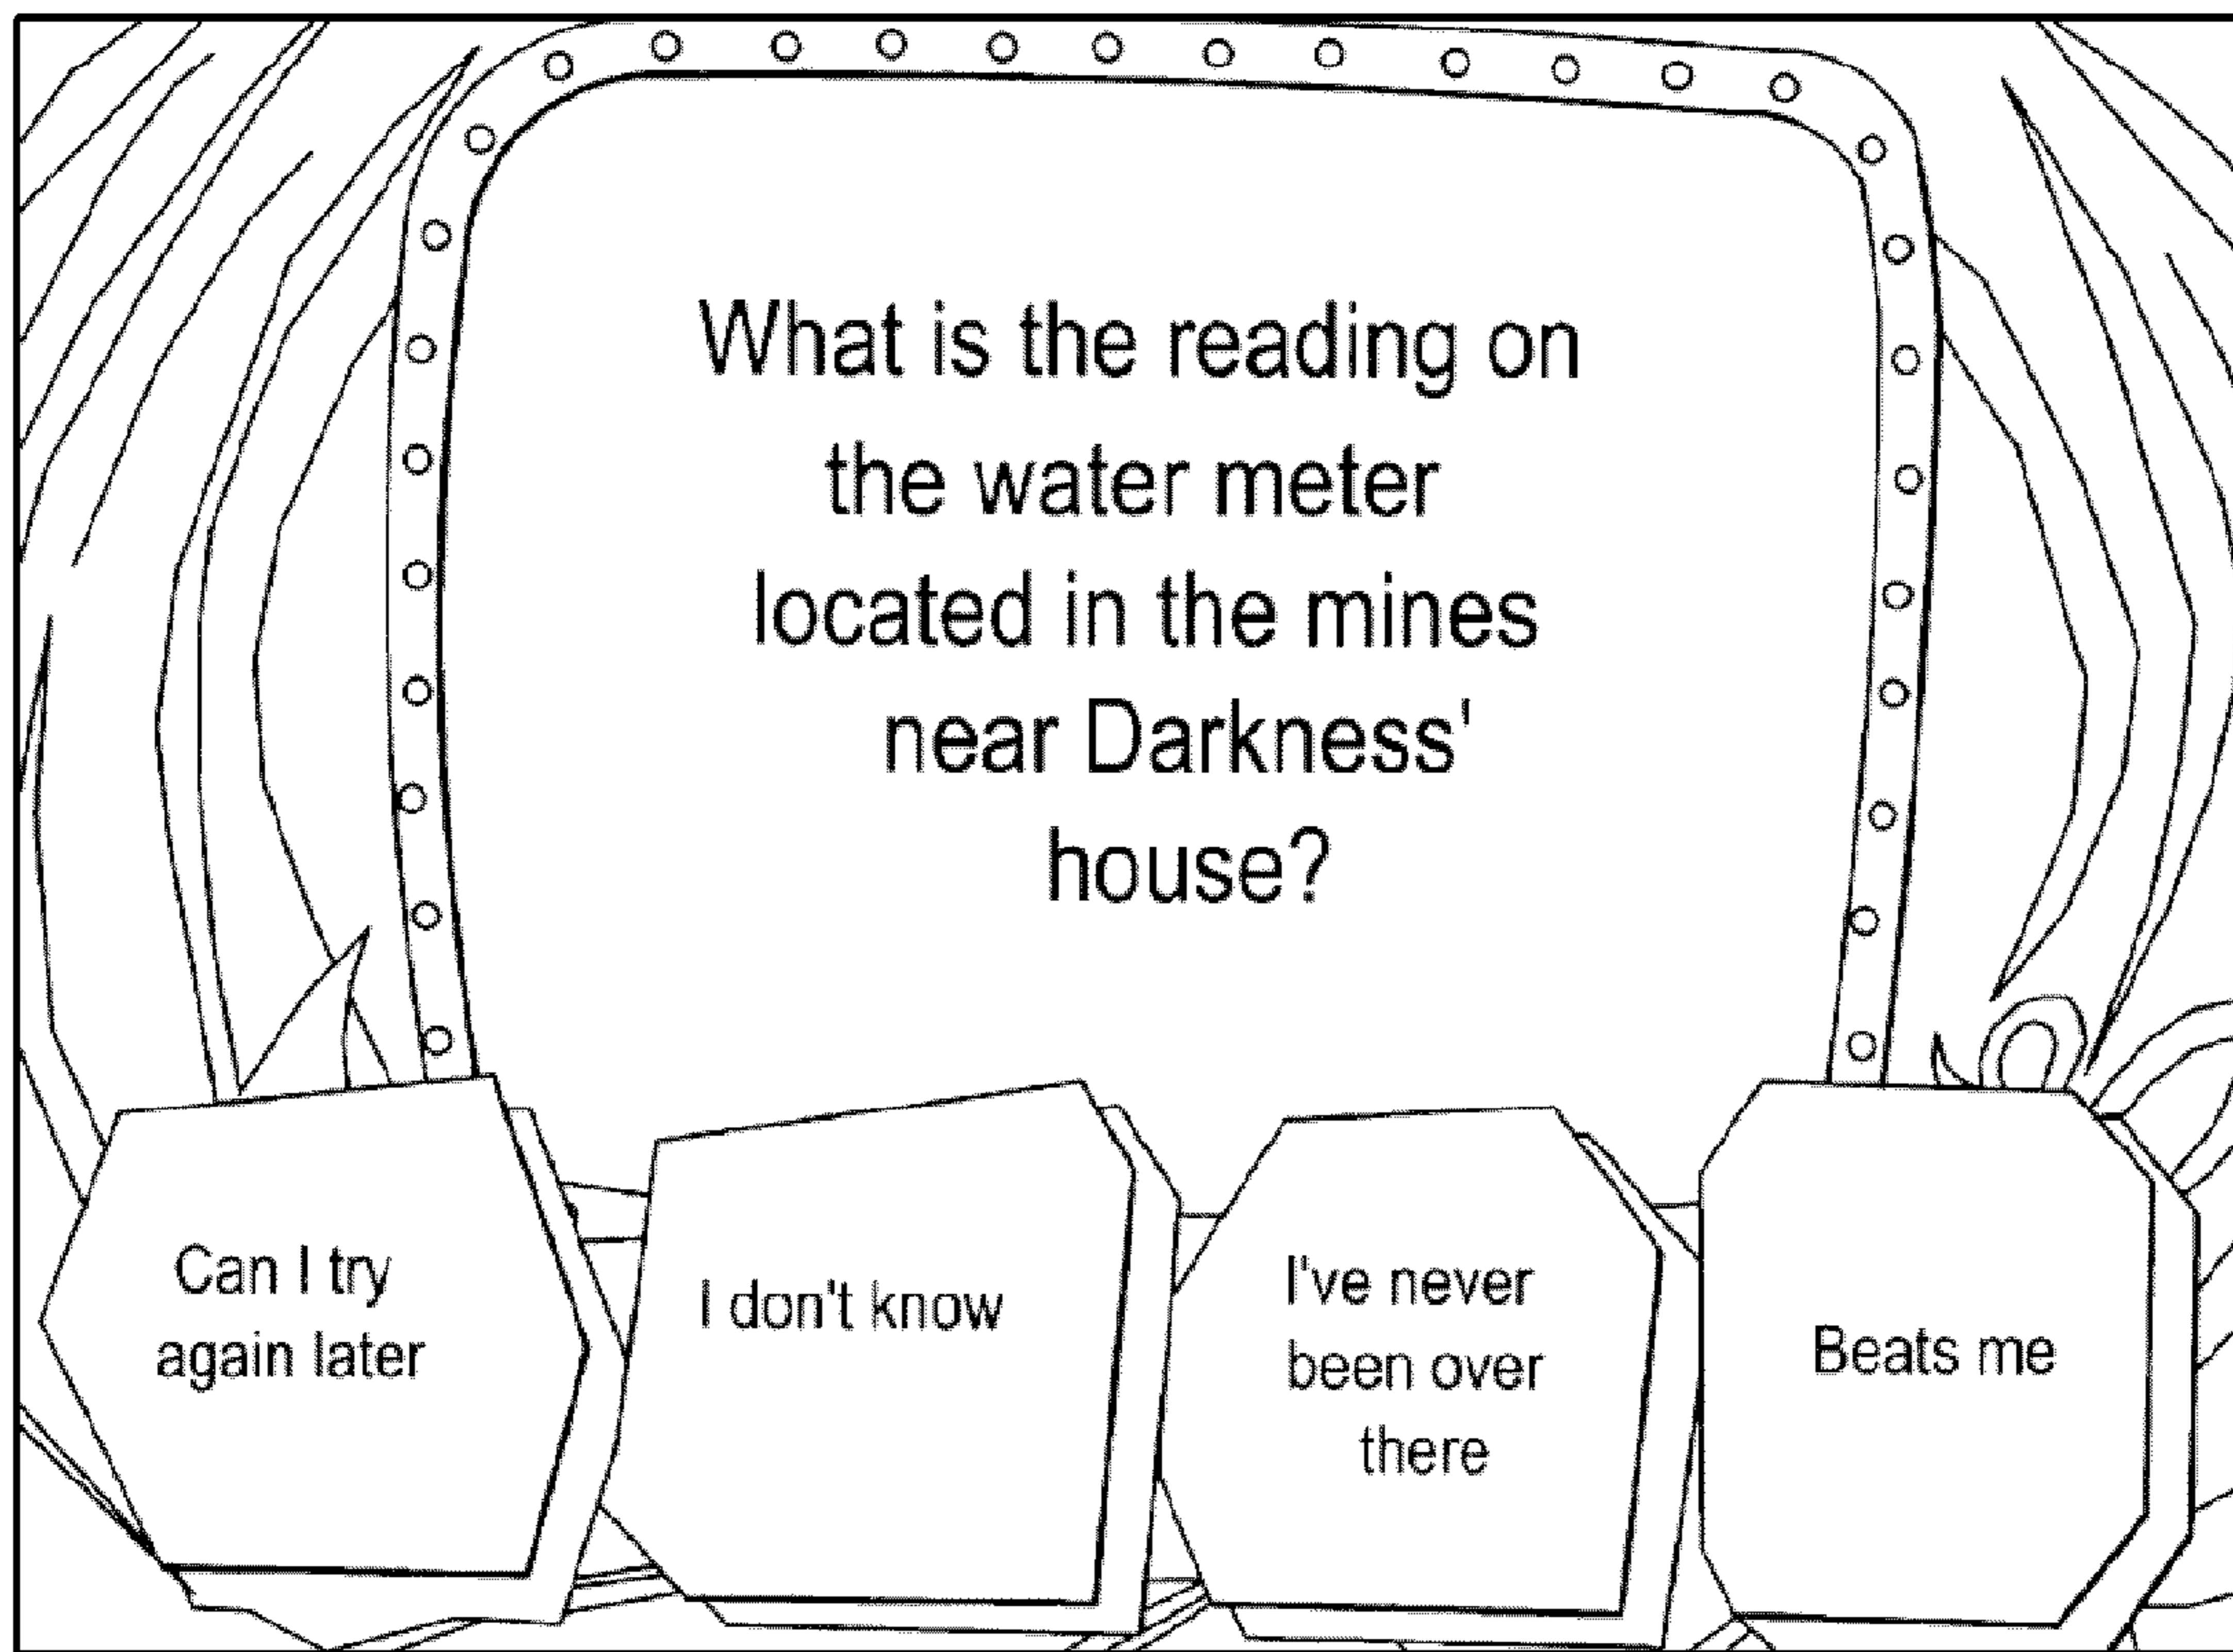 What is the reading on
the water meter
located in the mines
near Darkness'
house?
Can I try
again later
I don't know
I've never
been over
there
Beats me